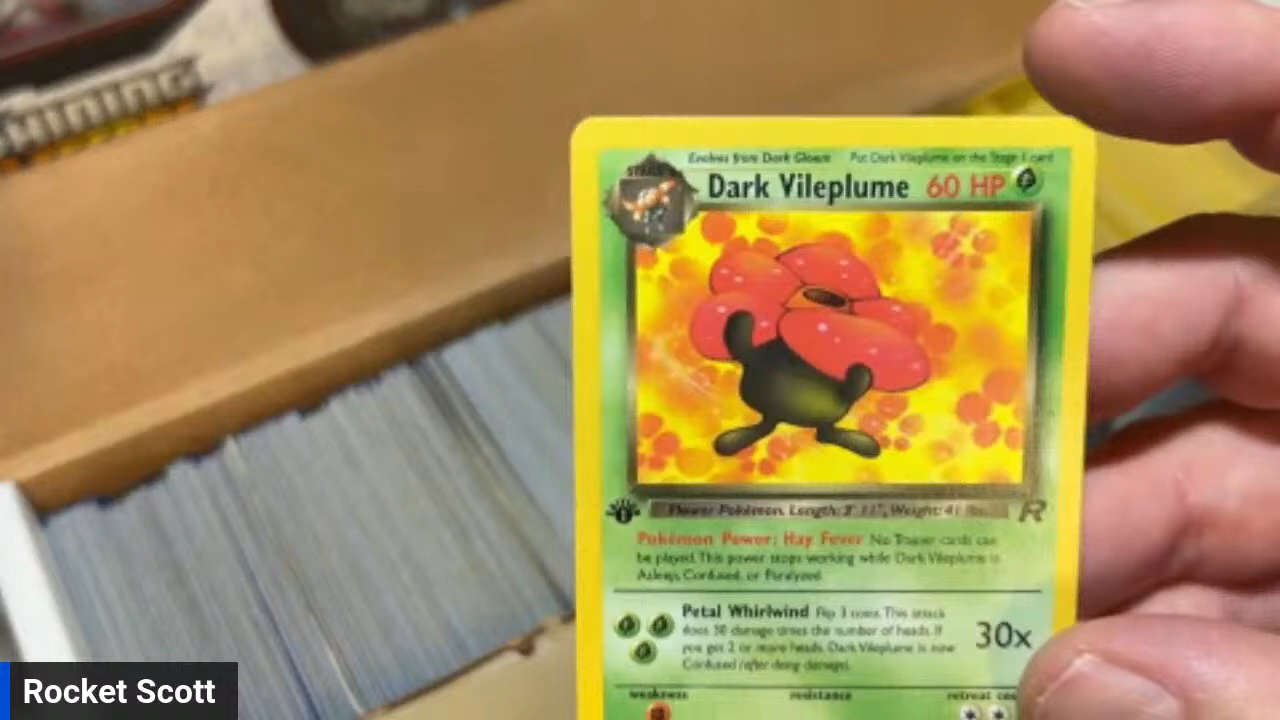 HINING
Evolves from Dark Gloom Put Dark Vileplume on the Stage 1 card
STAGE 2
Dark Vileplume 60 HP
Flower Pokémon. Length: 3' 11", Weight: 41 lbs.
R
Pokémon Power: Hay Fever No Trainer cards can
be played. This power stops working while Dark Vileplume is
Asleep, Confused, or Paralyzed.
Petal Whirlwind Flip 3 coins. This attack
does 30 damage times the number of heads. If
you get 2 or more heads, Dark Vileplume is now
Confused (after doing damage).
30x
weakness resistance retreat cos
Rocket Scott